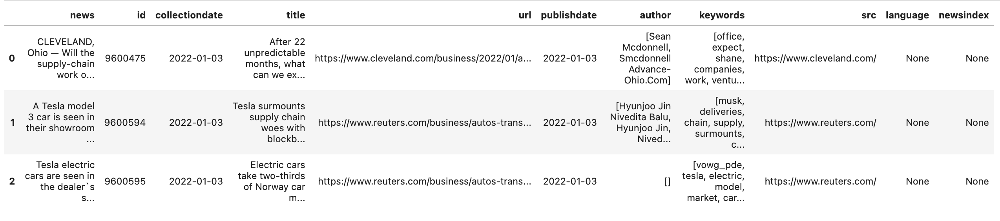 news id collectiondate title url publishdate author keywords src language newsindex
0 CLEVELAND, Ohio — Will the supply-chain work o... 9600475 2022-01-03 After 22 unpredictable months, what can we ex... https://www.cleveland.com/business/2022/01/a... 2022-01-03 [Sean Mcdonnell, Smcdonnell Advance-Ohio.Com] [office, expect, shane, companies, work, ventu... https://www.cleveland.com/ None None
1 A Tesla model 3 car is seen in their showroom ... 9600594 2022-01-03 Tesla surmounts supply chain woes with blockb... https://www.reuters.com/business/autos-trans... 2022-01-03 [Hyunjoo Jin Nivedita Balu, Hyunjoo Jin, Nived... [musk, deliveries, chain, supply, surmounts, c... https://www.reuters.com/ None None
2 Tesla electric cars are seen in the dealer`s s... 9600595 2022-01-03 Electric cars take two-thirds of Norway car m... https://www.reuters.com/business/autos-trans... 2022-01-03 [] [vowg_pde, tesla, electric, model, market, car... https://www.reuters.com/ None None